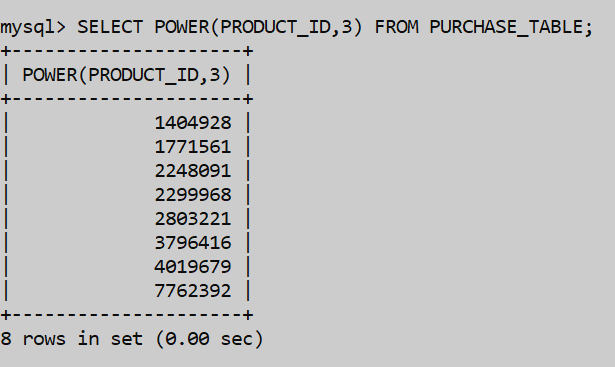 mysql> SELECT POWER(PRODUCT_ID,3) FROM PURCHASE_TABLE;
+---------------------+
| POWER(PRODUCT_ID,3) |
+---------------------+
|             1404928 |
|             1771561 |
|             2248091 |
|             2299968 |
|             2803221 |
|             3796416 |
|             4019679 |
|             7762392 |
+---------------------+
8 rows in set (0.00 sec)